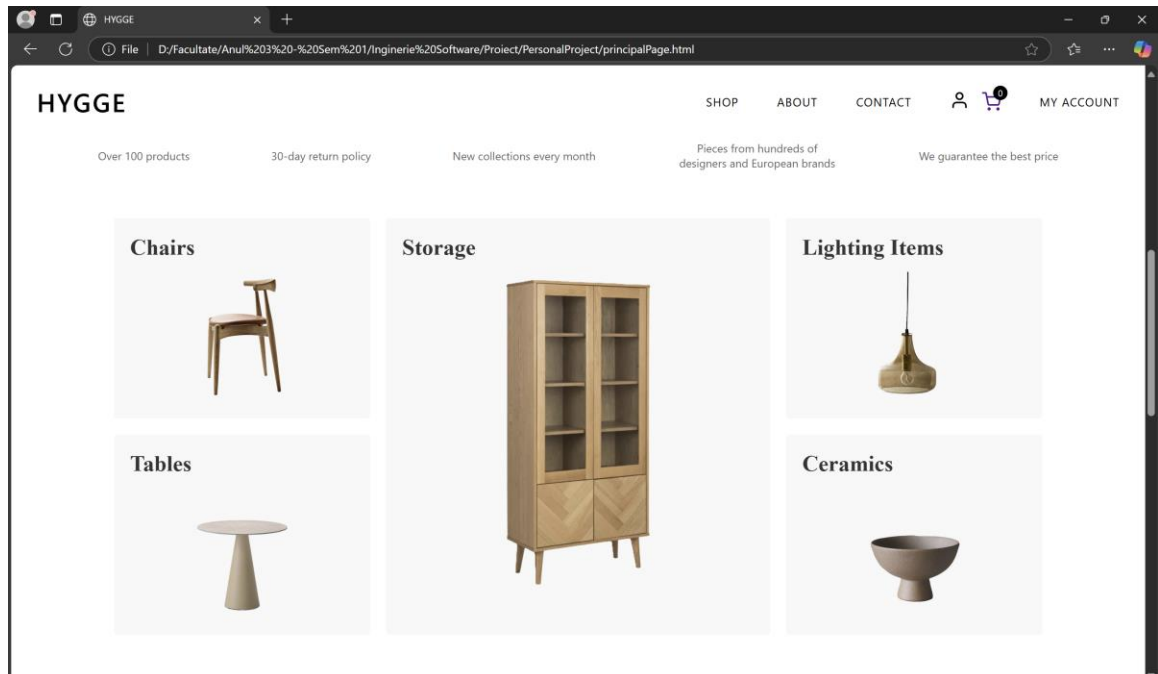 HYGGE
File D:/Facultate/Anul%203%20-%20Sem%201/Inginerie%20Software/Proiect/PersonalProject/principalPage.html
HYGGE
SHOP ABOUT CONTACT 0 MY ACCOUNT
Over 100 products
30-day return policy
New collections every month
Pieces from hundreds of
designers and European brands
We guarantee the best price
Chairs
Storage
Lighting Items
Tables
Ceramics